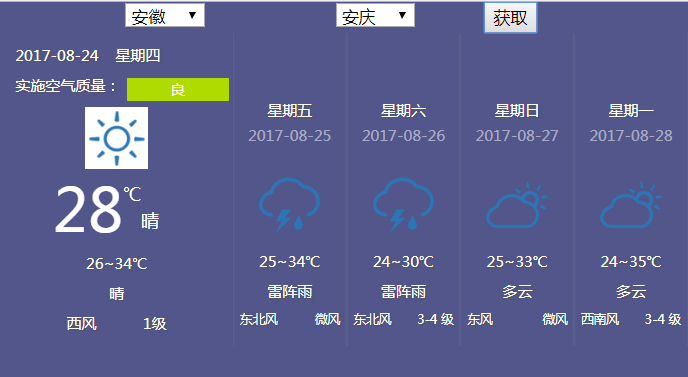 安徽 安庆 获取
2017-08-24 星期四
实施空气质量： 良
28℃ 晴
26~34℃
晴
西风 1级
星期五
2017-08-25
25~34℃
雷阵雨
东北风 微风
星期六
2017-08-26
24~30℃
雷阵雨
东北风 3-4 级
星期日
2017-08-27
25~33℃
多云
东风 微风
星期一
2017-08-28
24~35℃
多云
西南风 3-4 级